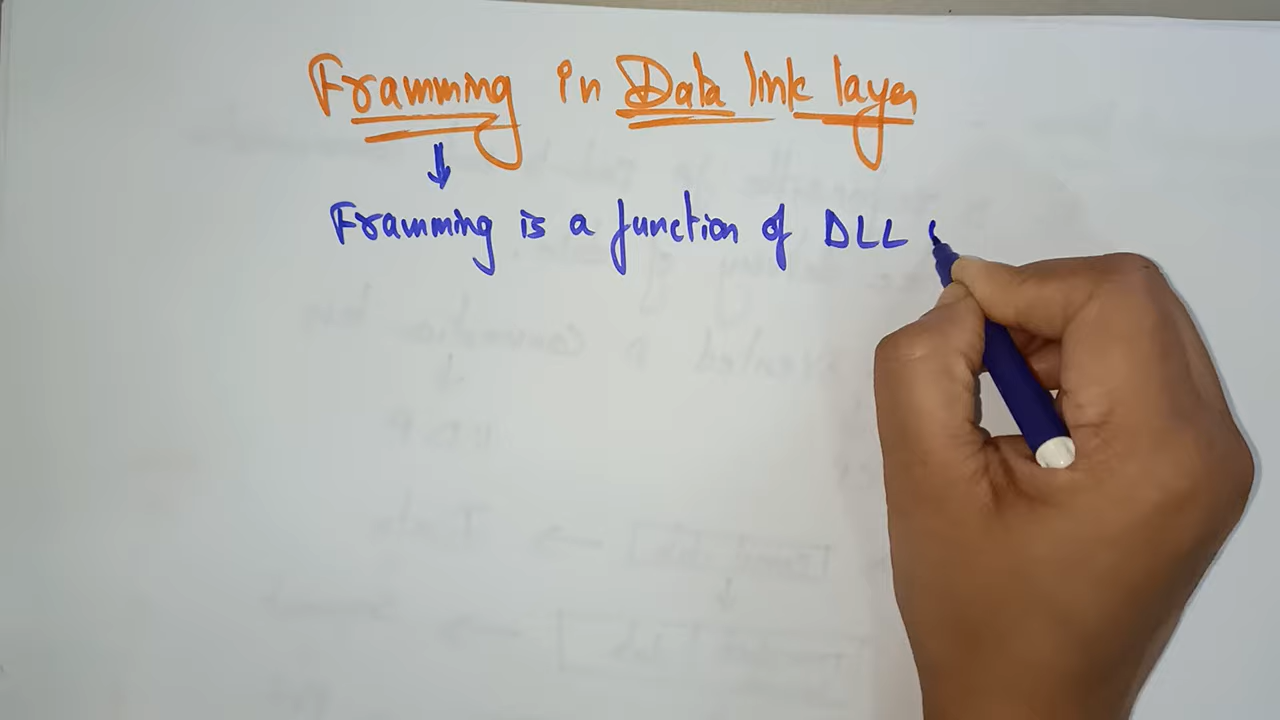 Framming in Data link layer
Framming is a function of DLL